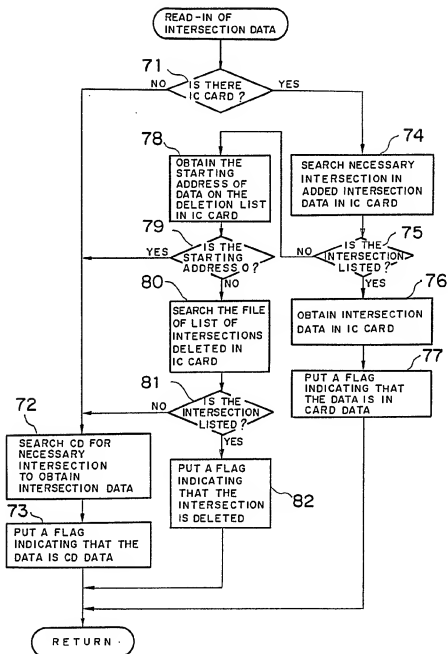 READ-IN OF
INTERSECTION DATA
71
IS THERE
IC CARD?
NO
YES
78
OBTAIN THE
STARTING
ADDRESS OF
DATA ON THE
DELETION LIST
IN IC CARD
74
SEARCH NECESSARY
INTERSECTION IN
ADDED INTERSECTION
DATA IN IC CARD
79
IS THE
STARTING
ADDRESS 0?
YES
NO
75
IS THE
INTERSECTION
LISTED?
NO
YES
80
SEARCH THE FILE
OF LIST OF
INTERSECTIONS
DELETED IN
IC CARD
76
OBTAIN INTERSECTION
DATA IN IC CARD
77
PUT A FLAG
INDICATING THAT
THE DATA IS IN
CARD DATA
81
IS THE
INTERSECTION
LISTED?
NO
YES
72
SEARCH CD FOR
NECESSARY
INTERSECTION
TO OBTAIN
INTERSECTION DATA
82
PUT A FLAG
INDICATING
THAT THE
INTERSECTION
IS DELETED
73
PUT A FLAG
INDICATING THAT THE
DATA IS CD DATA
RETURN